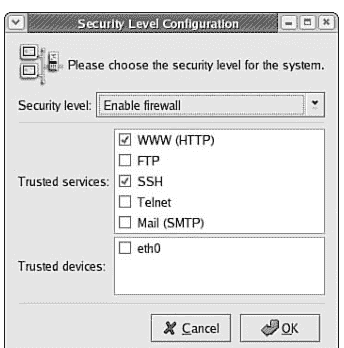 Security Level Configuration
Please choose the security level for the system.
Security level: Enable firewall
WWW (HTTP)
FTP
Trusted services: SSH
Telnet
Mail (SMTP)
eth0
Trusted devices:
Cancel OK